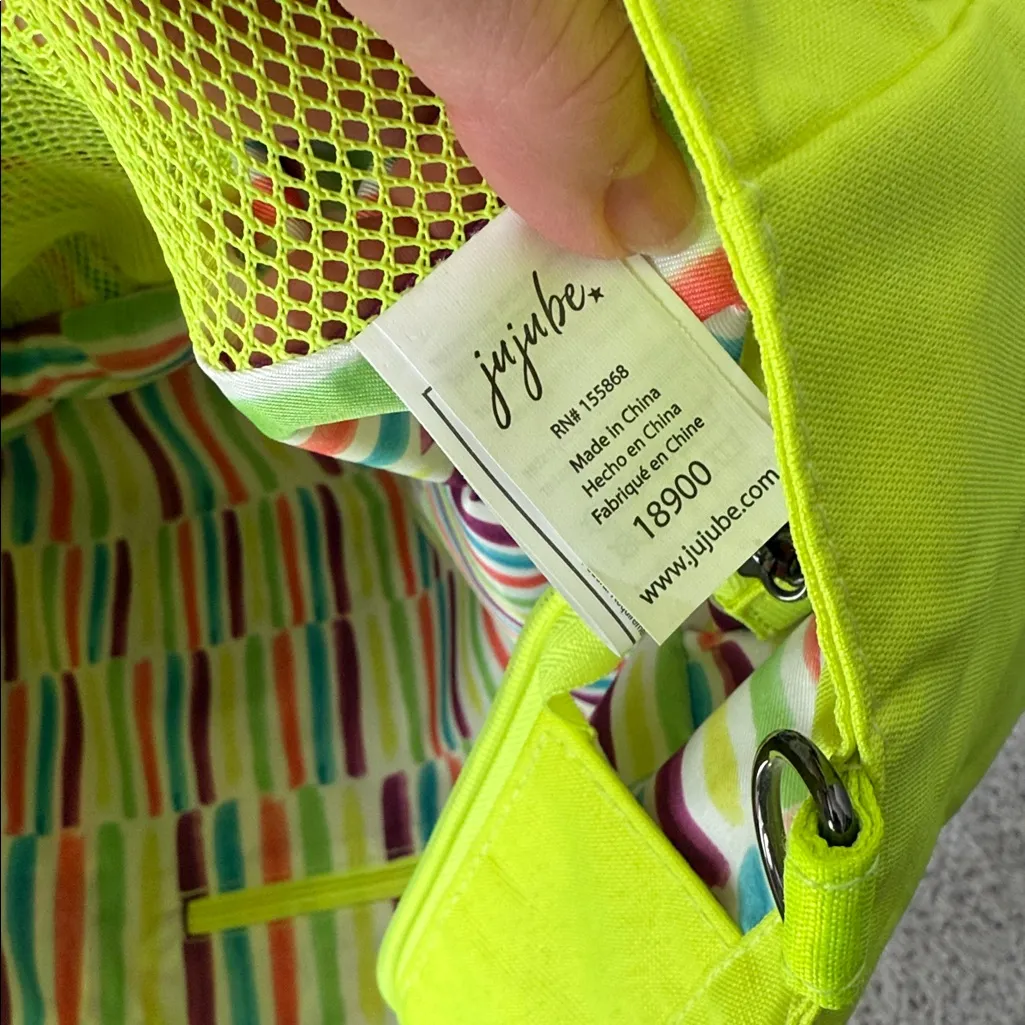 jujube
RN# 155868
Made in China
Hecho en China
Fabriqué en Chine
18900
www.jujube.com